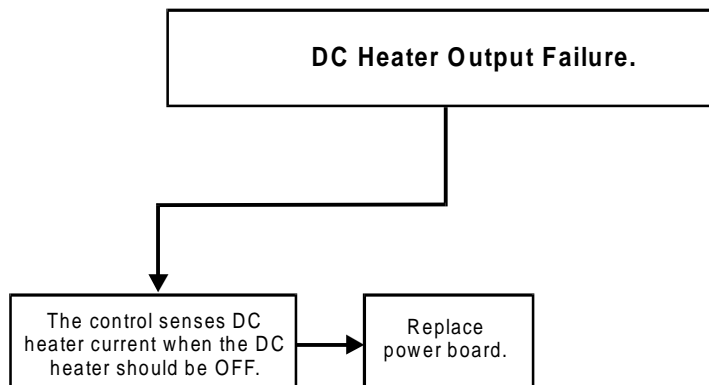 DC Heater Output Failure.
The control senses DC
heater current when the DC
heater should be OFF.
Replace
power board.